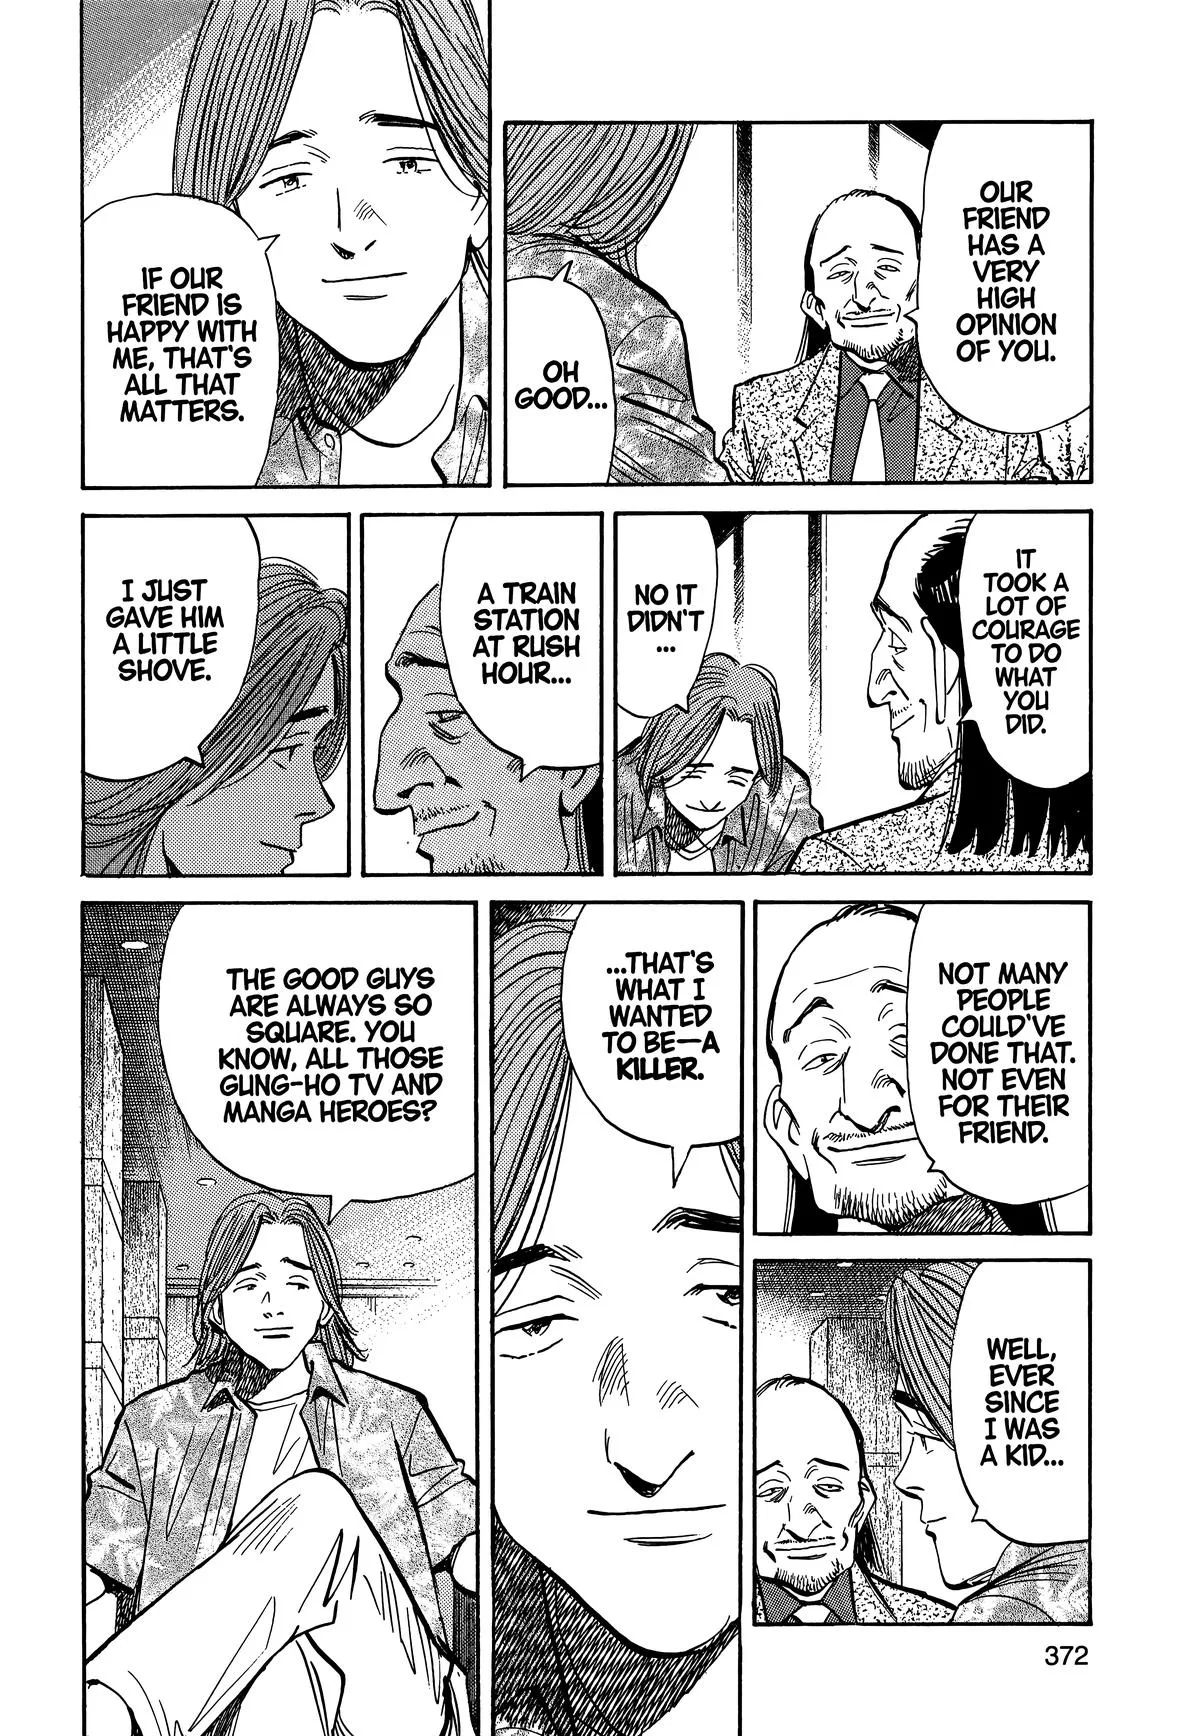 OUR
FRIEND
HAS A
VERY
HIGH
OPINION
OF YOU.
OH
GOOD...
IF OUR
FRIEND IS
HAPPY WITH
ME, THAT'S
ALL THAT
MATTERS.
IT
TOOK A
LOT OF
COURAGE
TO DO
WHAT
YOU
DID.
NO IT
DIDN'T
...
A TRAIN
STATION
AT RUSH
HOUR...
I JUST
GAVE HIM
A LITTLE
SHOVE.
NOT MANY
PEOPLE
COULD'VE
DONE THAT.
NOT EVEN
FOR THEIR
FRIEND.
WELL,
EVER
SINCE
I WAS
A KID...
...THAT'S
WHAT I
WANTED
TO BE—A
KILLER.
THE GOOD GUYS
ARE ALWAYS SO
SQUARE. YOU
KNOW, ALL THOSE
GUNG-HO TV AND
MANGA HEROES?
372